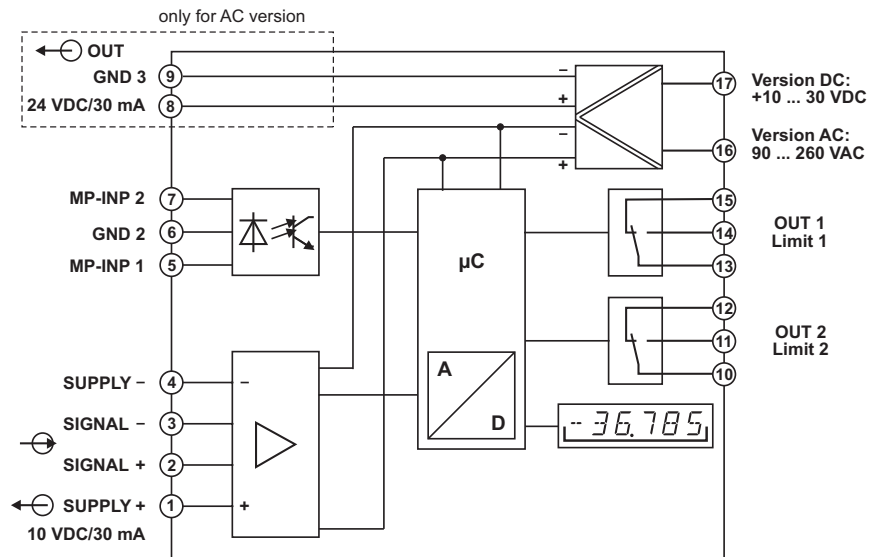 only for AC version
OUT
GND 3
9
24 VDC/30 mA
8
–
+
–
+
17
Version DC:
+10 ... 30 VDC
16
Version AC:
90 ... 260 VAC
MP-INP 2
7
GND 2
6
MP-INP 1
5
µC
15
14
13
OUT 1
Limit 1
12
11
10
OUT 2
Limit 2
SUPPLY –
4
–
SIGNAL –
3
SIGNAL +
2
SUPPLY +
1
+
10 VDC/30 mA
A
D
-36.785